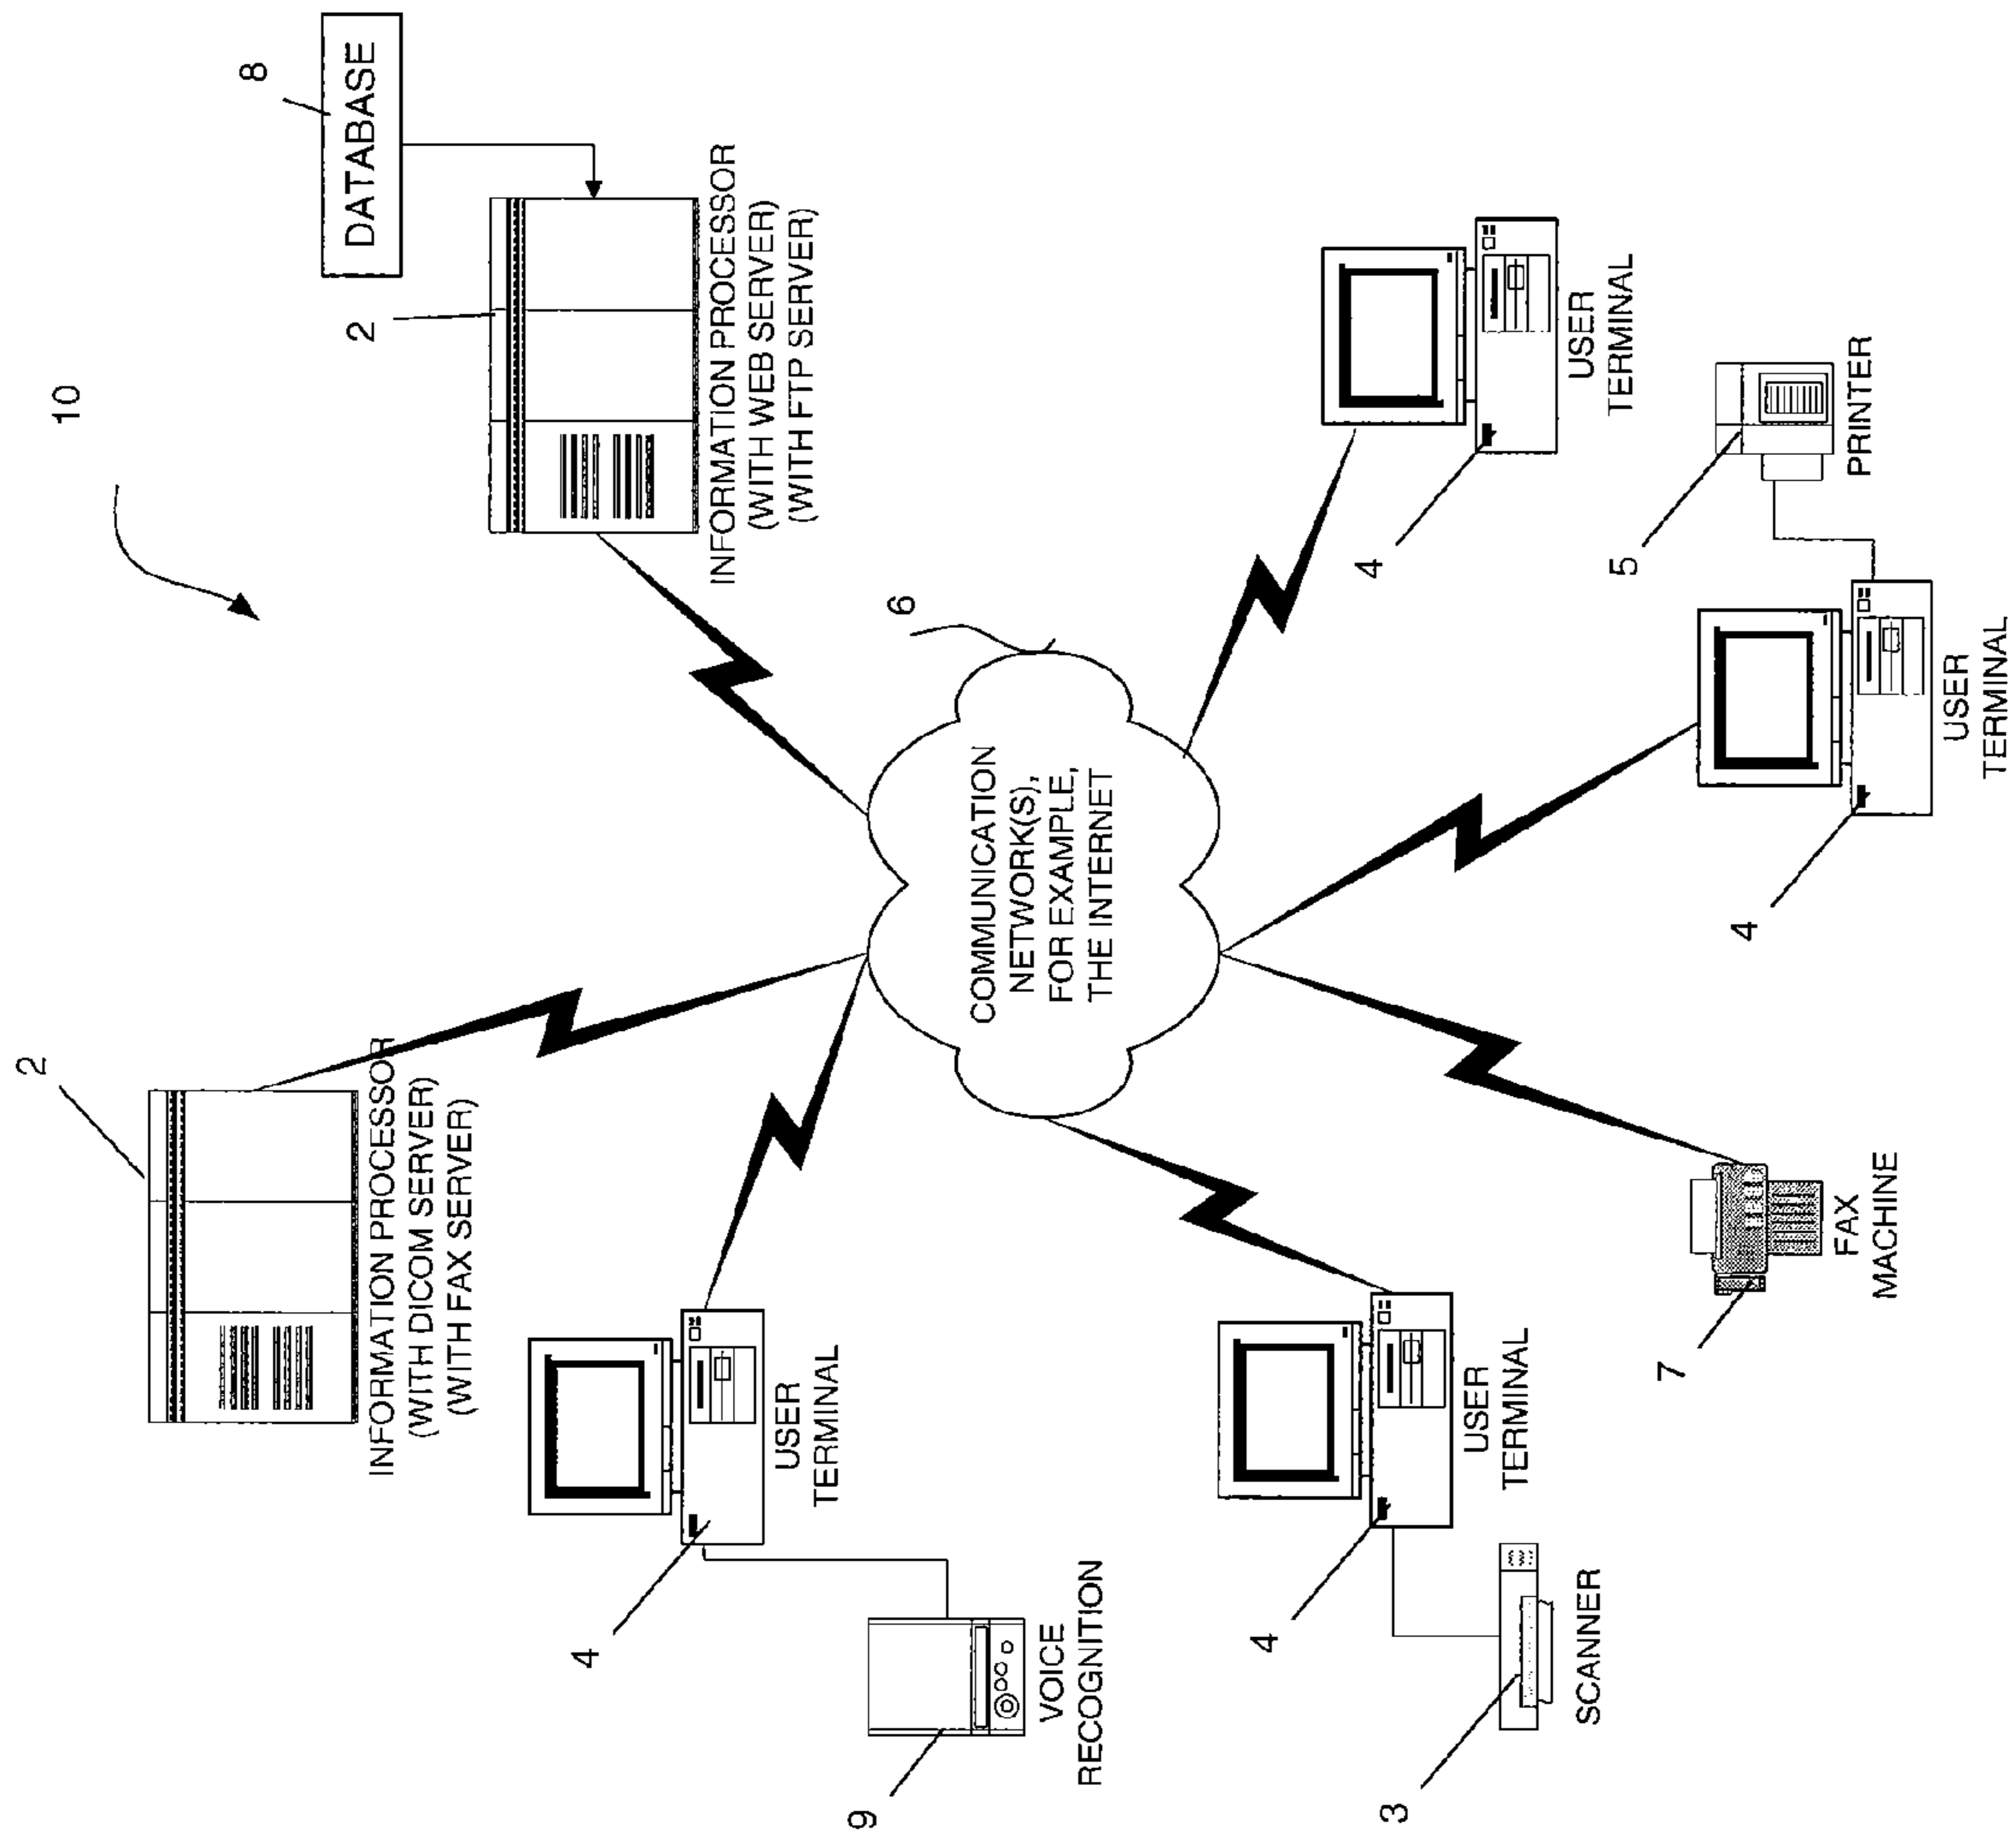 10
2
INFORMATION PROCESSOR
(WITH DICOM SERVER)
(WITH FAX SERVER)
8
DATABASE
2
INFORMATION PROCESSOR
(WITH WEB SERVER)
(WITH FTP SERVER)
4
USER
TERMINAL
9
VOICE
RECOGNITION
6
COMMUNICATION
NETWORK(S),
FOR EXAMPLE,
THE INTERNET
4
USER
TERMINAL
4
USER
TERMINAL
3
SCANNER
7
FAX
MACHINE
5
PRINTER
4
USER
TERMINAL